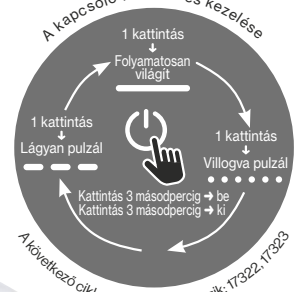 A kapcsoló és kezelése
1 kattintás
Folyamatosan
világít
1 kattintás
Villogva pulzál
1 kattintás
Lágyan pulzál
Kattintás 3 másodpercig → be
Kattintás 3 másodpercig → ki
A következő 17322, 17323